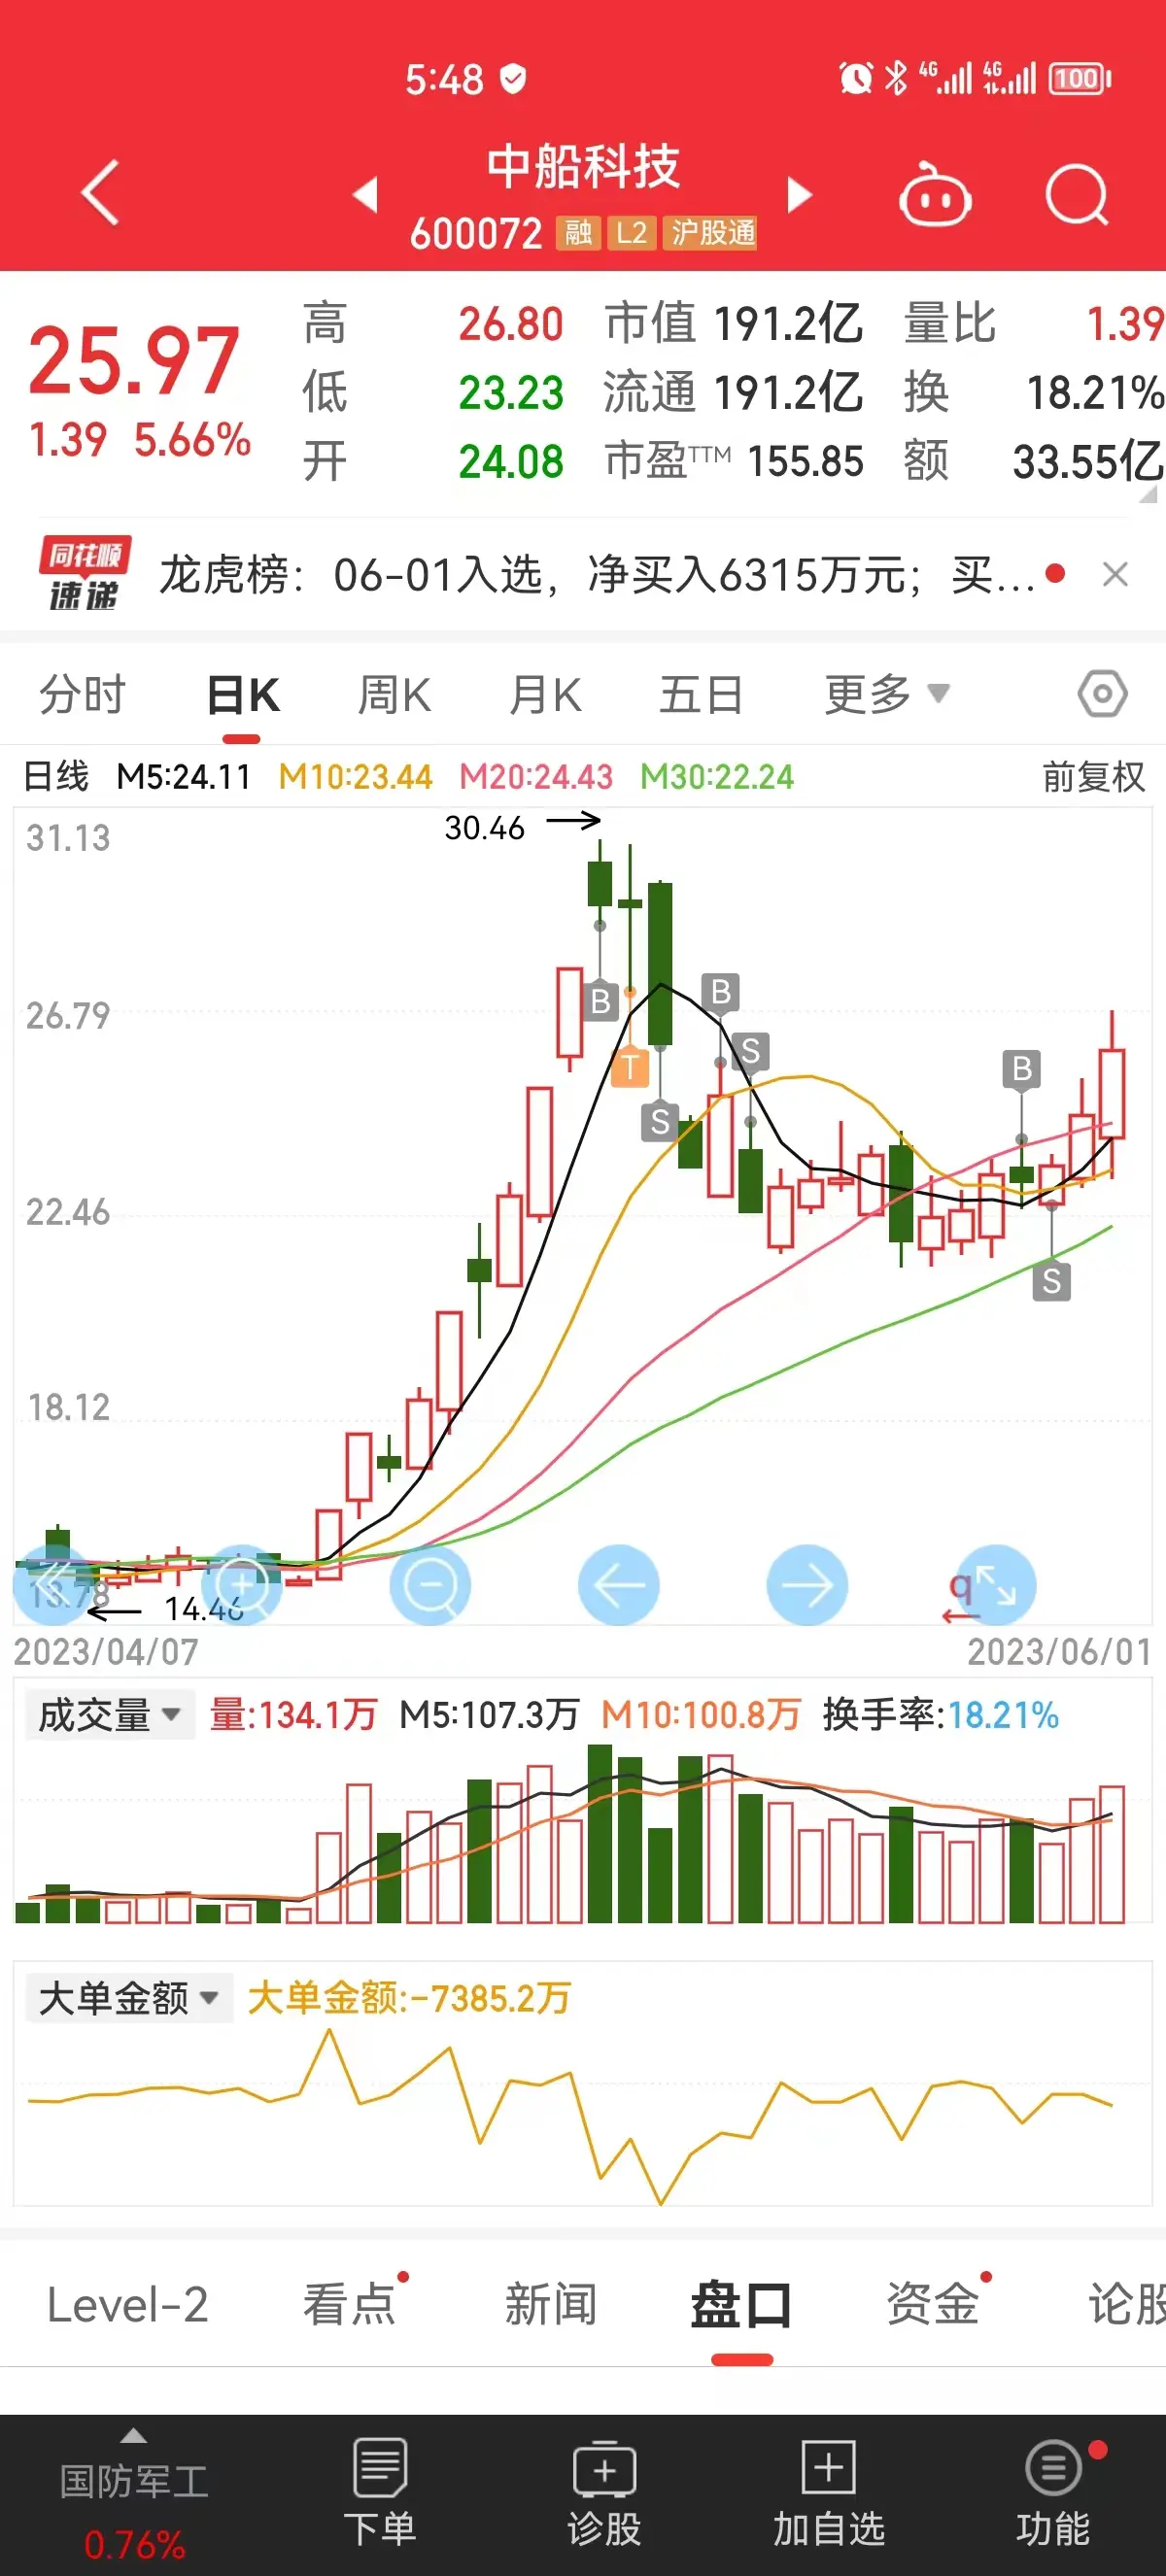 5:48 4G 4G 100
中船科技
600072 融 L2 沪股通
25.97
1.39 5.66%
高 26.80 市值 191.2亿 量比 1.39
低 23.23 流通 191.2亿 换 18.21%
开 24.08 市盈TTM 155.85 额 33.55亿
同花顺
速递
龙虎榜：06-01入选，净买入6315万元；买...
分时 日K 周K 月K 五日 更多
日线 M5:24.11 M10:23.44 M20:24.43 M30:22.24 前复权
31.13
30.46
26.79
B
B
T
S
S
B
22.46
S
18.12
13.78
14.46
q
2023/04/07 2023/06/01
成交量 量:134.1万 M5:107.3万 M10:100.8万 换手率:18.21%
大单金额 大单金额:-7385.2万
Level-2 看点 新闻 盘口 资金 论股
国防军工
0.76%
下单 诊股 加自选 功能